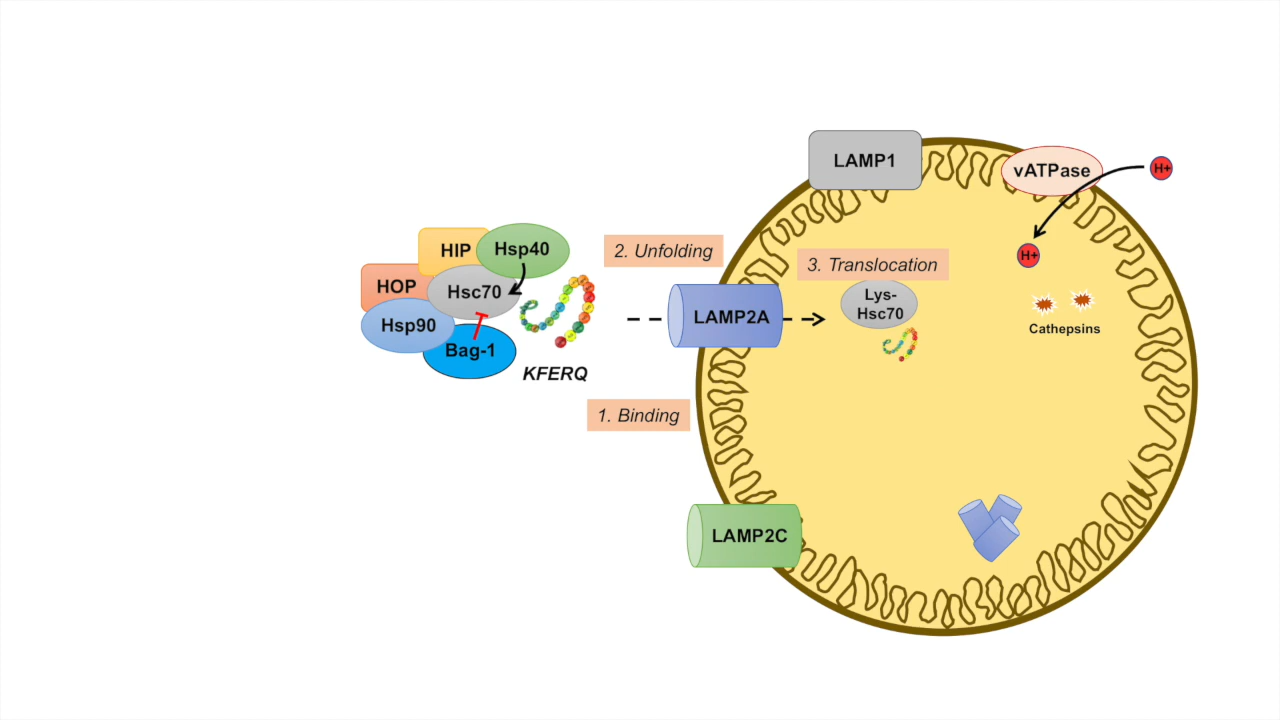 LAMP1
vATPase
H+
H+
HIP
Hsp40
2. Unfolding
3. Translocation
HOP
Hsc70
Lys-
Hsc70
Hsp90
LAMP2A
Cathepsins
Bag-1
KFERQ
1. Binding
LAMP2C